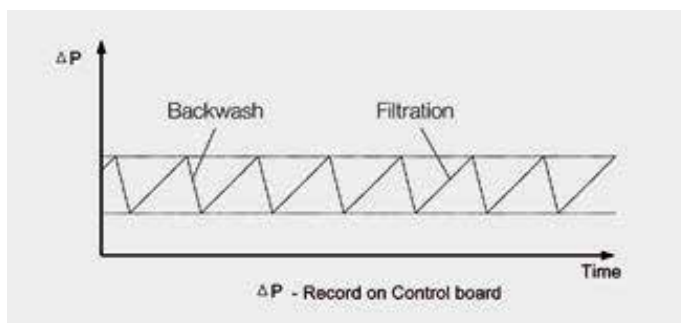 ΔP
Backwash
Filtration
Time
ΔP - Record on Control board